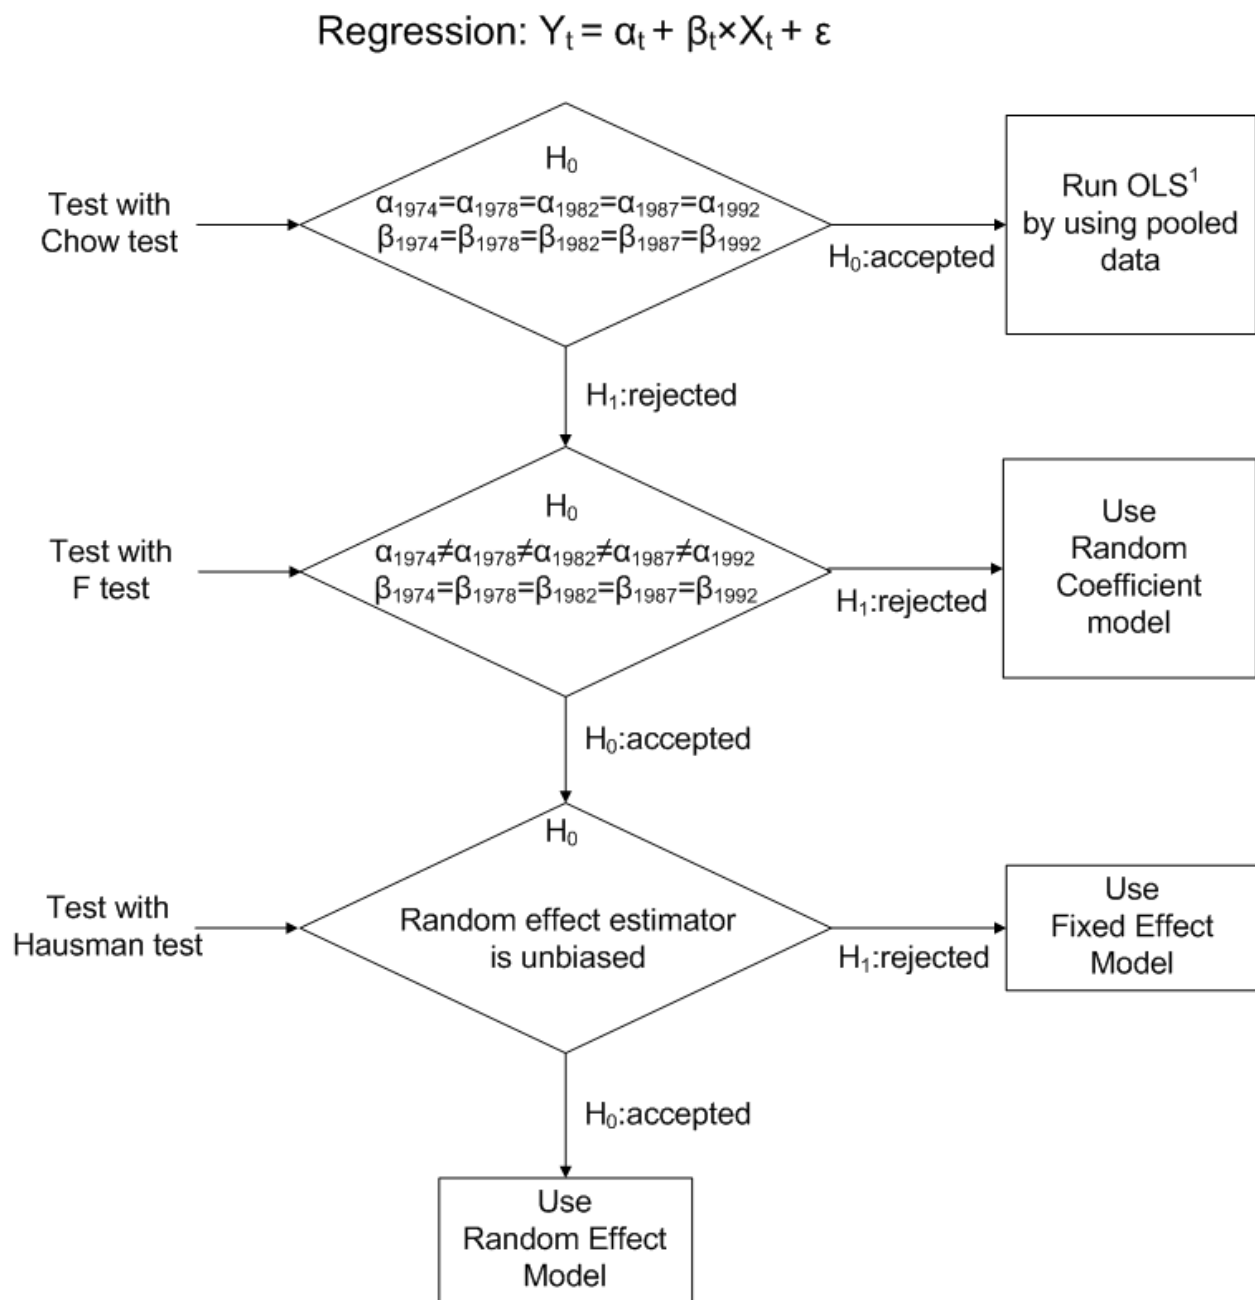 Regression: Yₜ = αₜ + βₜ×Xₜ + ε
Test with
Chow test
H₀
α₁₉₇₄=α₁₉₇₈=α₁₉₈₂=α₁₉₈₇=α₁₉₉₂
β₁₉₇₄=β₁₉₇₈=β₁₉₈₂=β₁₉₈₇=β₁₉₉₂
H₀:accepted
Run OLS¹
by using pooled
data
H₁:rejected
Test with
F test
H₀
α₁₉₇₄≠α₁₉₇₈≠α₁₉₈₂≠α₁₉₈₇≠α₁₉₉₂
β₁₉₇₄=β₁₉₇₈=β₁₉₈₂=β₁₉₈₇=β₁₉₉₂
H₁:rejected
Use
Random
Coefficient
model
H₀:accepted
Test with
Hausman test
H₀
Random effect estimator
is unbiased
H₁:rejected
Use
Fixed Effect
Model
H₀:accepted
Use
Random Effect
Model